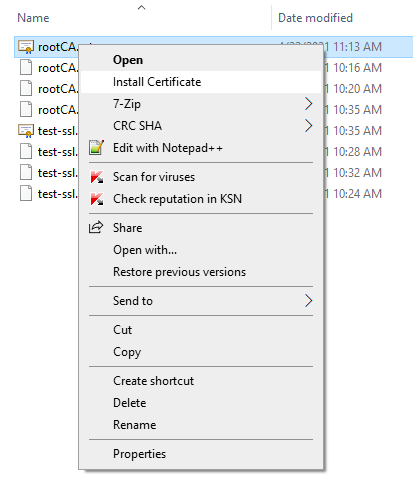 Name Date modified
rootCA. 11:13 AM
rootCA. 1 10:16 AM
rootCA. 1 10:20 AM
rootCA. 1 10:35 AM
test-ssl. 1 10:35 AM
test-ssl. 1 10:28 AM
test-ssl. 1 10:32 AM
test-ssl. 1 10:24 AM
Open
Install Certificate
7-Zip
CRC SHA
Edit with Notepad++
Scan for viruses
Check reputation in KSN
Share
Open with...
Restore previous versions
Send to
Cut
Copy
Create shortcut
Delete
Rename
Properties